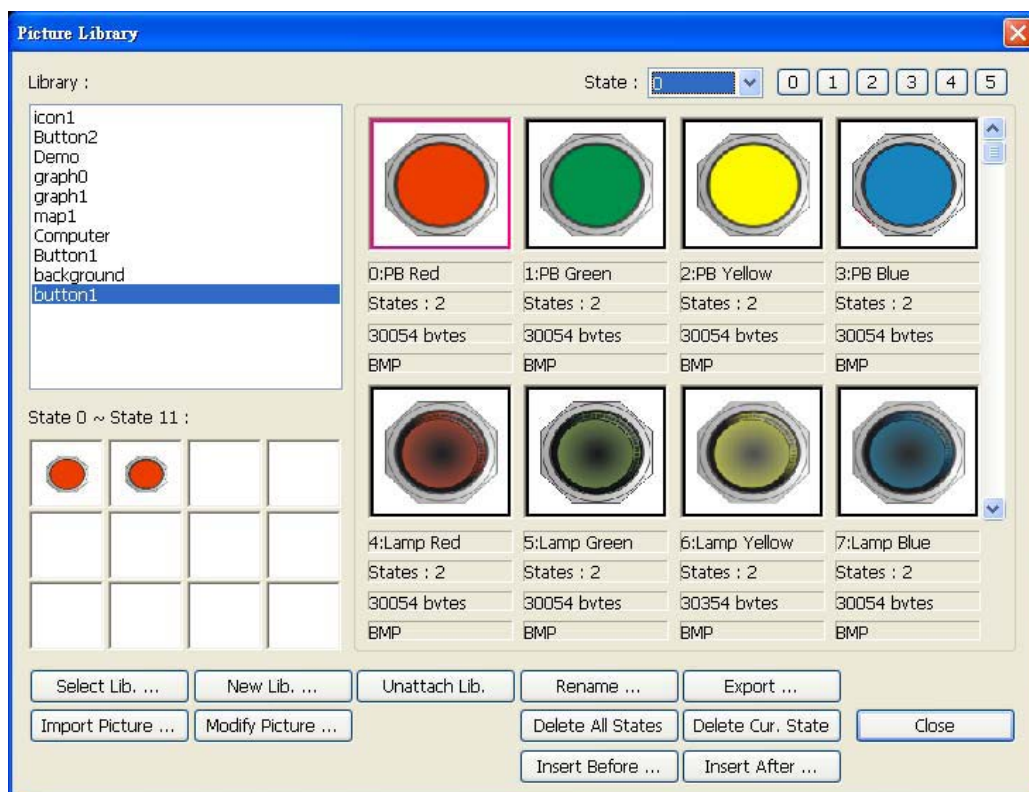 Picture Library
Library :
State : 0 0 1 2 3 4 5
icon1
Button2
Demo
graph0
graph1
map1
Computer
Button1
background
button1
0:PB Red 1:PB Green 2:PB Yellow 3:PB Blue
States : 2 States : 2 States : 2 States : 2
30054 bytes 30054 bytes 30054 bytes 30054 bytes
BMP BMP BMP BMP
State 0 ~ State 11 :
4:Lamp Red 5:Lamp Green 6:Lamp Yellow 7:Lamp Blue
States : 2 States : 2 States : 2 States : 2
30054 bytes 30054 bytes 30354 bytes 30054 bytes
BMP BMP BMP BMP
Select Lib. ... New Lib. ... Unattach Lib. Rename ... Export ...
Import Picture ... Modify Picture ... Delete All States Delete Cur. State Close
Insert Before ... Insert After ...